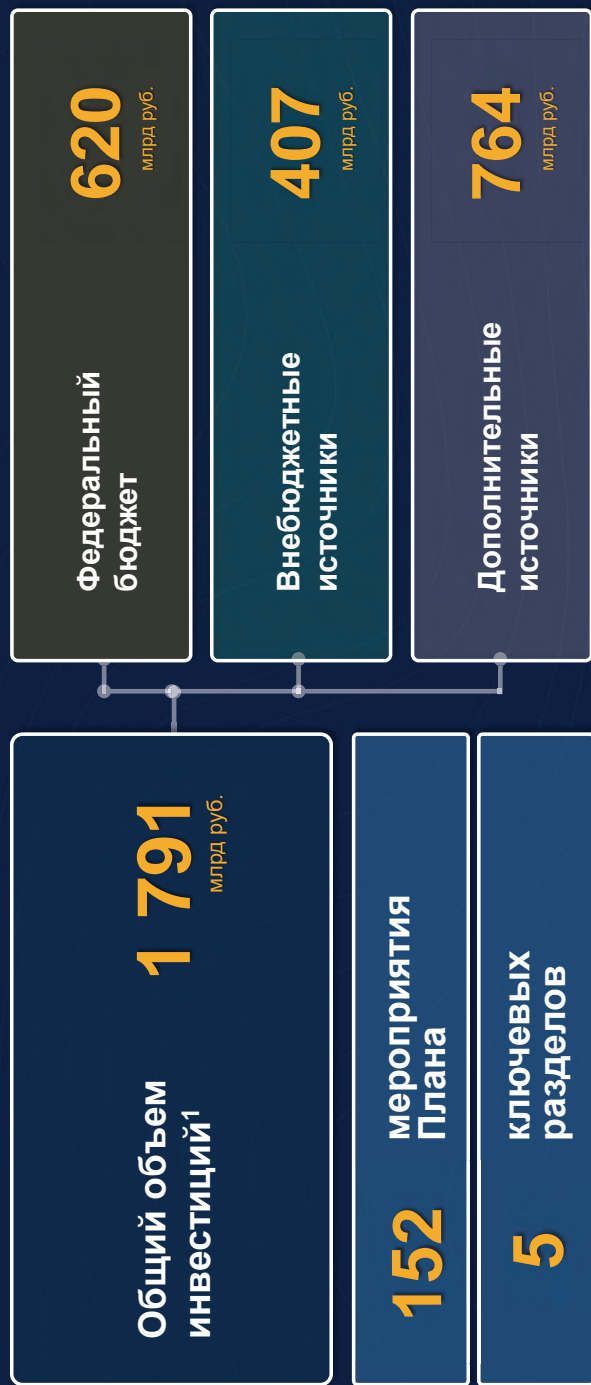 Общий объем
инвестиций¹
1 791
млрд руб.
152
мероприятия
Плана
5
ключевых
разделов
Федеральный
бюджет
620
млрд руб.
Внебюджетные
источники
407
млрд руб.
Дополнительные
источники
764
млрд руб.